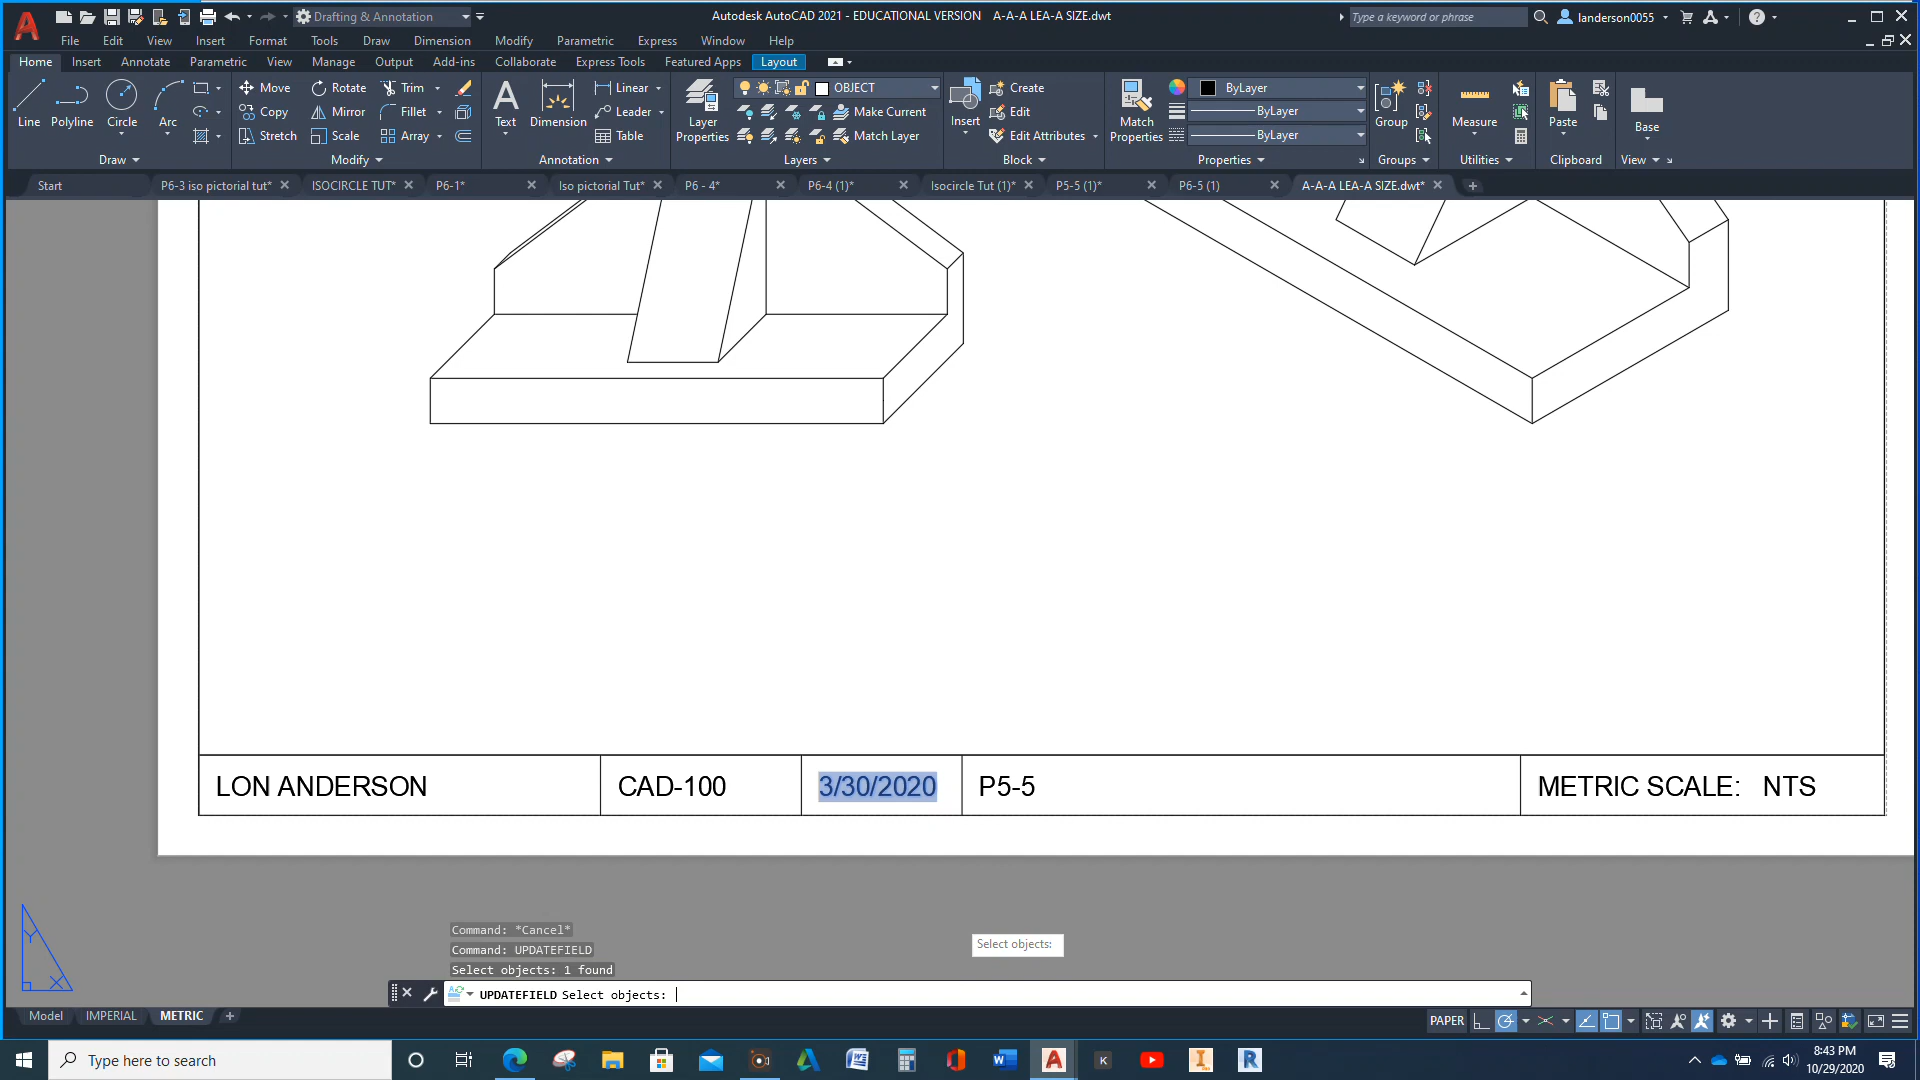 Drafting & Annotation
Autodesk AutoCAD 2021 - EDUCATIONAL VERSION A-A-A LEA-A SIZE.dwt
Type a keyword or phrase
landerson0055
File Edit View Insert Format Tools Draw Dimension Modify Parametric Express Window Help
Home Insert Annotate Parametric View Manage Output Add-ins Collaborate Express Tools Featured Apps Layout
Line Polyline Circle Arc
Draw
Move Rotate Trim
Copy Mirror Fillet
Stretch Scale Array
Modify
Text Dimension
Linear
Leader
Table
Annotation
Layer Properties
OBJECT
Make Current
Match Layer
Layers
Insert
Create
Edit
Edit Attributes
Block
Match Properties
ByLayer
ByLayer
ByLayer
Properties
Group
Groups
Measure
Utilities
Paste
Clipboard
Base
View
Start P6-3 iso pictorial tut* ISOCIRCLE TUT* P6-1* Iso pictorial Tut* P6 - 4* P6-4 (1)* Isocircle Tut (1)* P5-5 (1)* P6-5 (1) A-A-A LEA-A SIZE.dwt*
LON ANDERSON CAD-100 3/30/2020 P5-5 METRIC SCALE: NTS
Y
X
Command: *Cancel*
Command: UPDATEFIELD
Select objects: 1 found
Select objects:
UPDATEFIELD Select objects:
Model IMPERIAL METRIC
PAPER
Type here to search
8:43 PM
10/29/2020